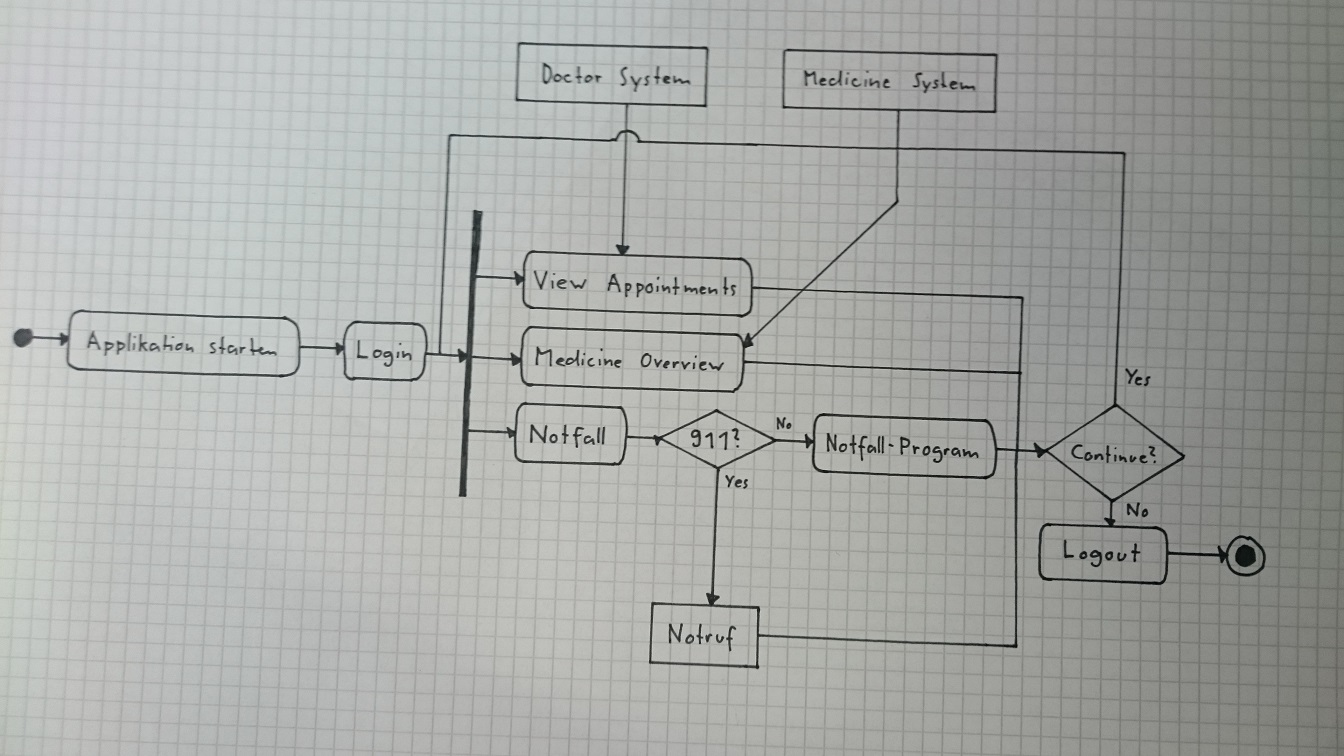 Doctor System
Medicine System
View Appointments
Applikation starten
Login
Medicine Overview
Yes
Notfall
911?
No
Notfall-Program
Continue?
Yes
No
Logout
Notruf